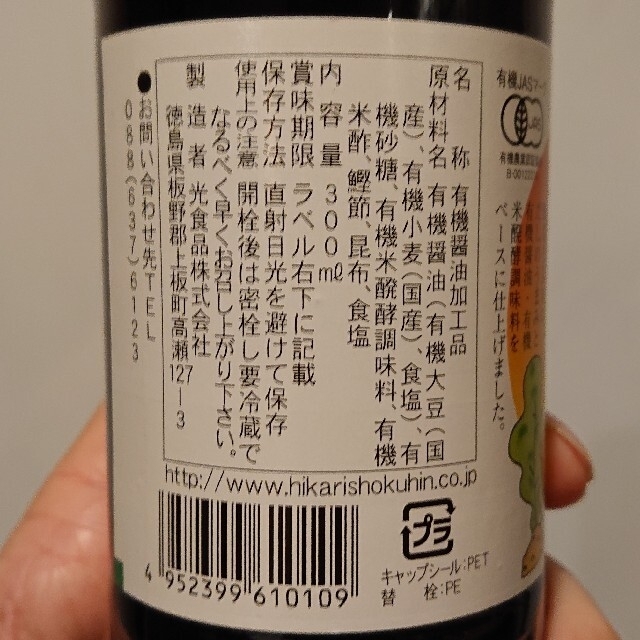 有機JASマーク
JAS
米醗酵調味料を
ベースに仕上げました。
名称 有機醤油加工品
原材料名 有機醤油(有機大豆(国
産)、有機小麦(国産)、食塩)、有
機砂糖、有機米醗酵調味料、有機
米酢、鰹節、昆布、食塩
内容量 300ml
賞味期限 ラベル右下に記載
保存方法 直射日光を避けて保存
使用上の注意 開栓後は密栓し要冷蔵で
なるべく早くお召し上がり下さい。
製造者 光食品株式会社
徳島県板野郡上板町高瀬127-3
●お問い合わせ先TEL
088(637)6123
http://www.hikarishokuhin.co.jp
4 952399 610109
プラ
キャップシール:PET
替栓:PE